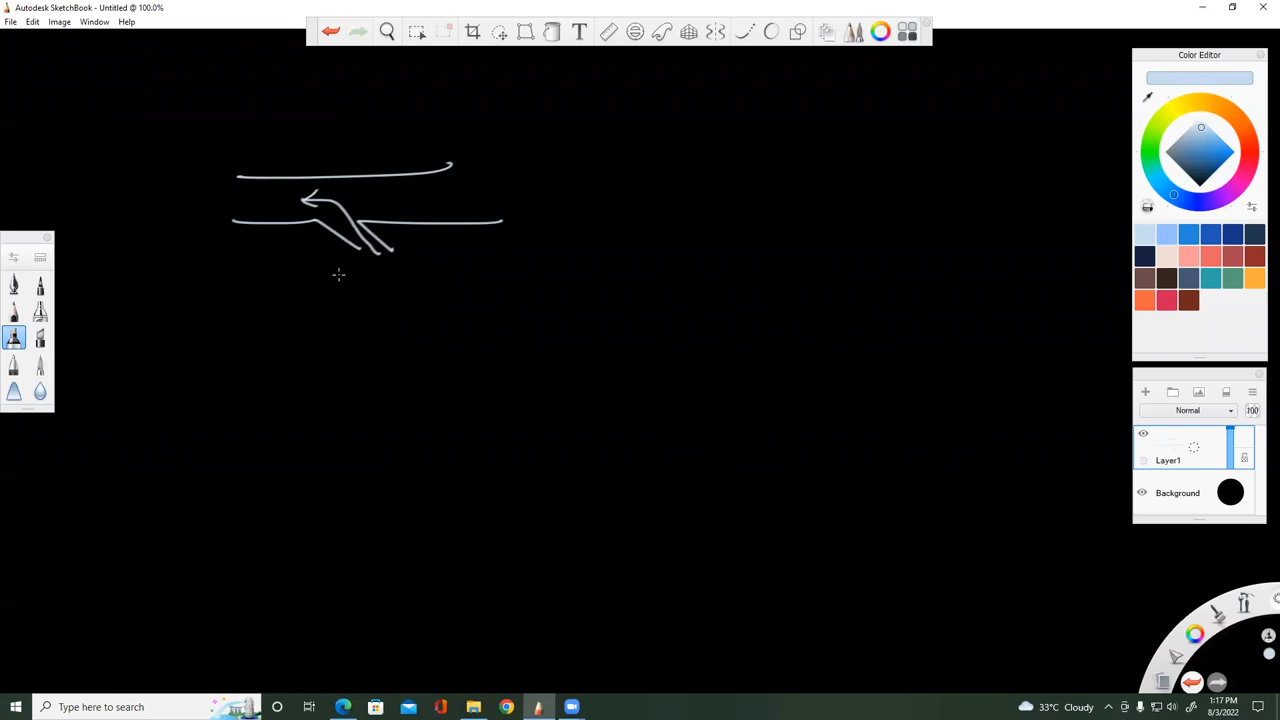 Autodesk SketchBook - Untitled @ 100.0%
File Edit Image Window Help
Color Editor
Normal
100
Layer1
Background
Type here to search
33°C Cloudy
1:17 PM
8/3/2022